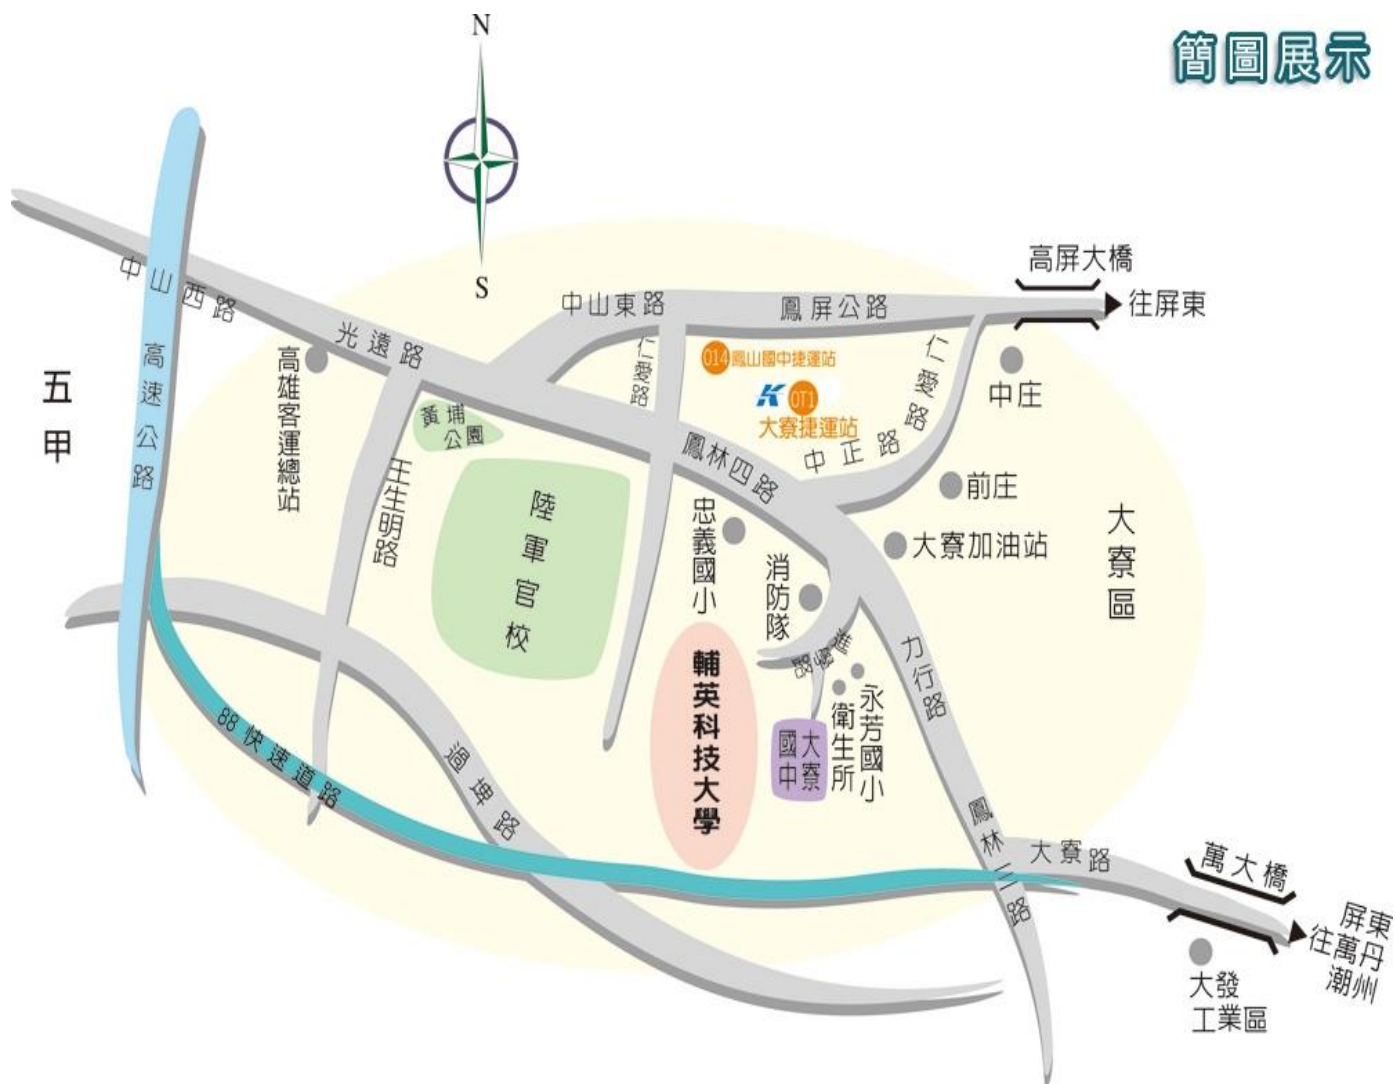 N
簡圖展示
S
中山西路
高速公路
五甲
光遠路
高雄客運總站
中山東路
鳳屏公路
高屏大橋
往屏東
仁愛路
014鳳山國中捷運站
K OT1
大寮捷運站
仁愛路
中正路
中庄
黃埔
公園
王生明路
陸軍官校
鳳林四路
前庄
大寮加油站
大寮區
忠義國小
消防隊
進學路
力行路
輔英科技大學
大寮
國中
衛生所
永芳國小
88快速道路
過埤路
鳳林三路
大寮路
萬大橋
屏東
往萬丹
潮州
大發
工業區